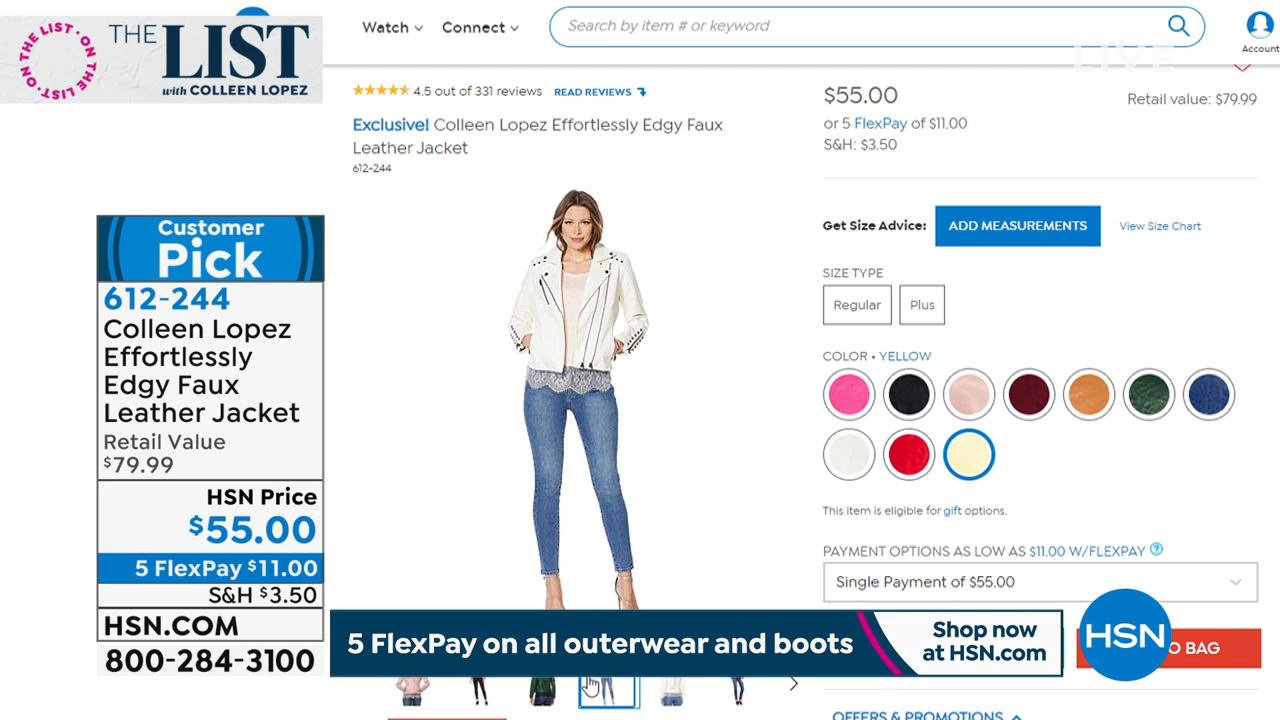 ON THE LIST · ON THE LIST ·
THE
LIST
with COLLEEN LOPEZ
Watch
Connect
Search by item # or keyword
Account
LIVE
4.5 out of 331 reviews
READ REVIEWS
Exclusive! Colleen Lopez Effortlessly Edgy Faux
Leather Jacket
612-244
$55.00
Retail value: $79.99
or 5 FlexPay of $11.00
S&H: $3.50
Get Size Advice:
ADD MEASUREMENTS
View Size Chart
SIZE TYPE
Regular
Plus
COLOR • YELLOW
This item is eligible for gift options.
PAYMENT OPTIONS AS LOW AS $11.00 W/FLEXPAY ?
Single Payment of $55.00
O BAG
OFFERS & PROMOTIONS
Customer
Pick
612-244
Colleen Lopez
Effortlessly
Edgy Faux
Leather Jacket
Retail Value
$79.99
HSN Price
$55.00
5 FlexPay $11.00
S&H $3.50
HSN.COM
800-284-3100
5 FlexPay on all outerwear and boots
Shop now
at HSN.com
HSN